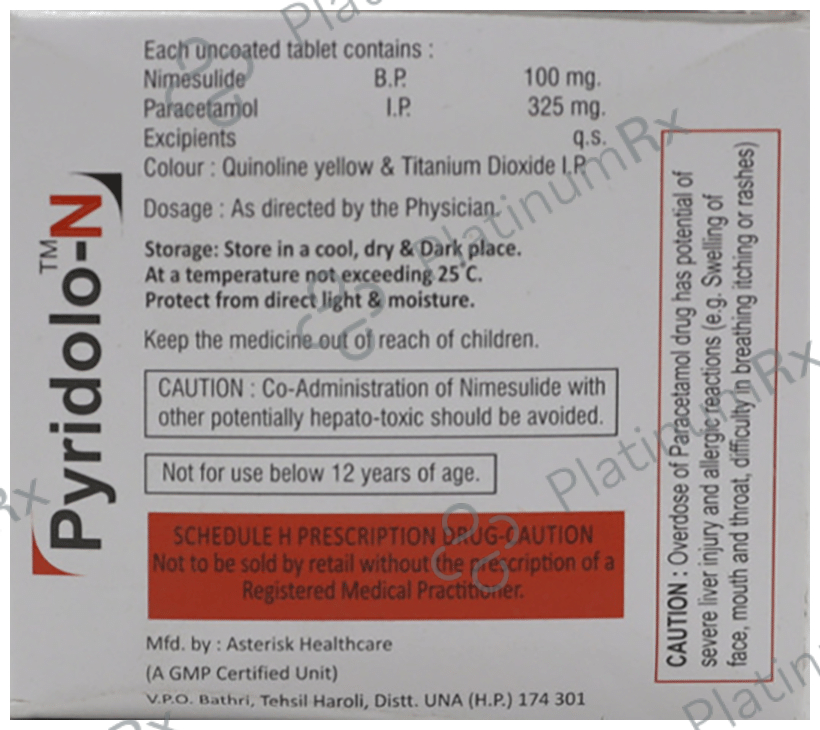 Each uncoated tablet contains :
Nimesulide B.P. 100 mg.
Paracetamol I.P. 325 mg.
Excipients q.s.
Colour : Quinoline yellow & Titanium Dioxide I.P.
Dosage : As directed by the Physician.
Storage: Store in a cool, dry & Dark place.
At a temperature not exceeding 25°C.
Protect from direct light & moisture.
Keep the medicine out of reach of children.
CAUTION : Co-Administration of Nimesulide with
other potentially hepato-toxic should be avoided.
Not for use below 12 years of age.
SCHEDULE H PRESCRIPTION DRUG-CAUTION
Not to be sold by retail without the prescription of a
Registered Medical Practitioner.
Mfd. by : Asterisk Healthcare
(A GMP Certified Unit)
V.P.O. Bathri, Tehsil Haroli, Distt. UNA (H.P.) 174 301
Pyridolo-N™
CAUTION : Overdose of Paracetamol drug has potential of
severe liver injury and allergic reactions (e.g. Swelling of
face, mouth and throat, difficulty in breathing itching or rashes)
PlatinumRx
PlatinumRx
PlatinumRx
Platin
Rx
Rx